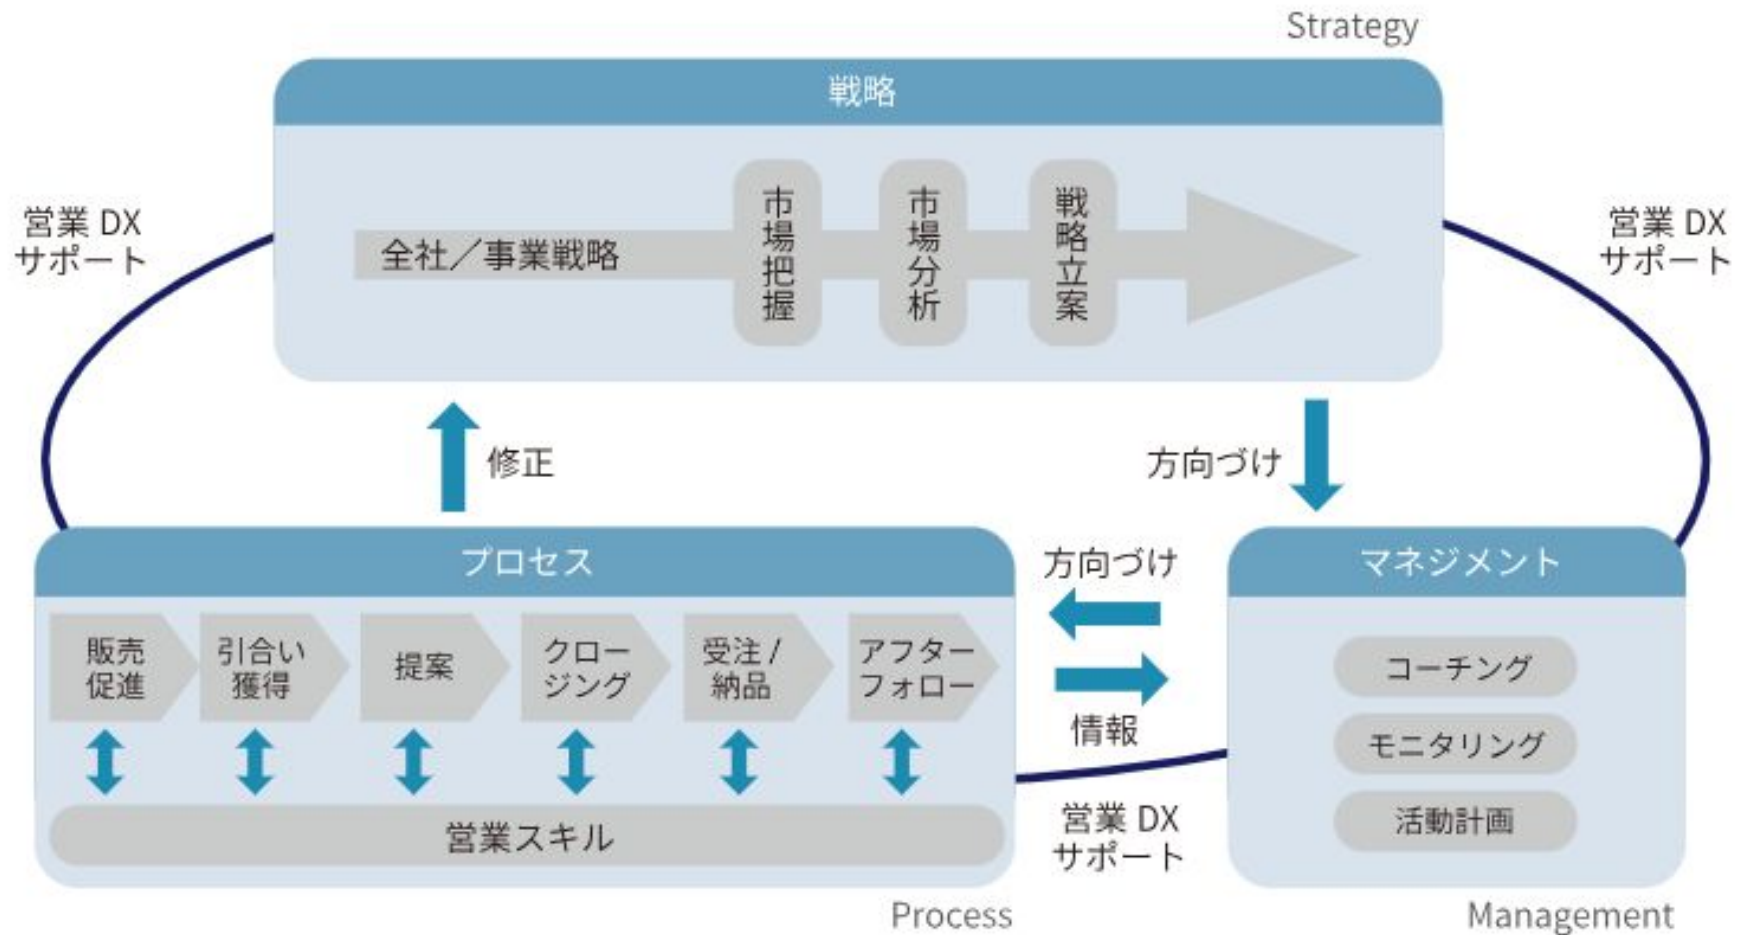 Strategy
戦略
営業 DX
サポート
全社／事業戦略
市場把握
市場分析
戦略立案
営業 DX
サポート
修正
方向づけ
プロセス
販売
促進
引合い
獲得
提案
クロー
ジング
受注 /
納品
アフター
フォロー
営業スキル
Process
方向づけ
情報
営業 DX
サポート
マネジメント
コーチング
モニタリング
活動計画
Management